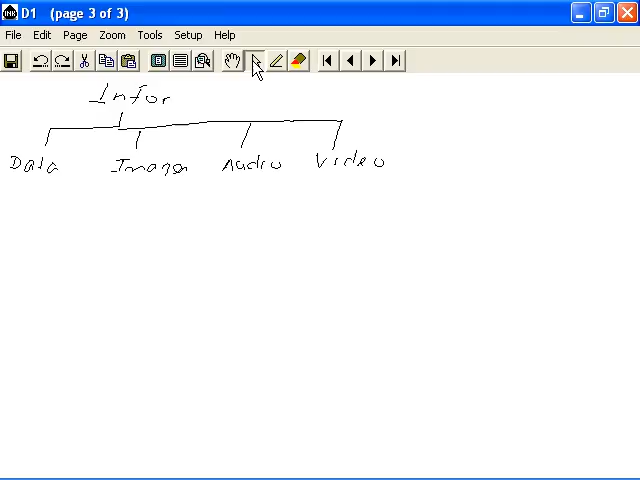 D1 (page 3 of 3)
File Edit Page Zoom Tools Setup Help
Infor
Data Image Audio Video